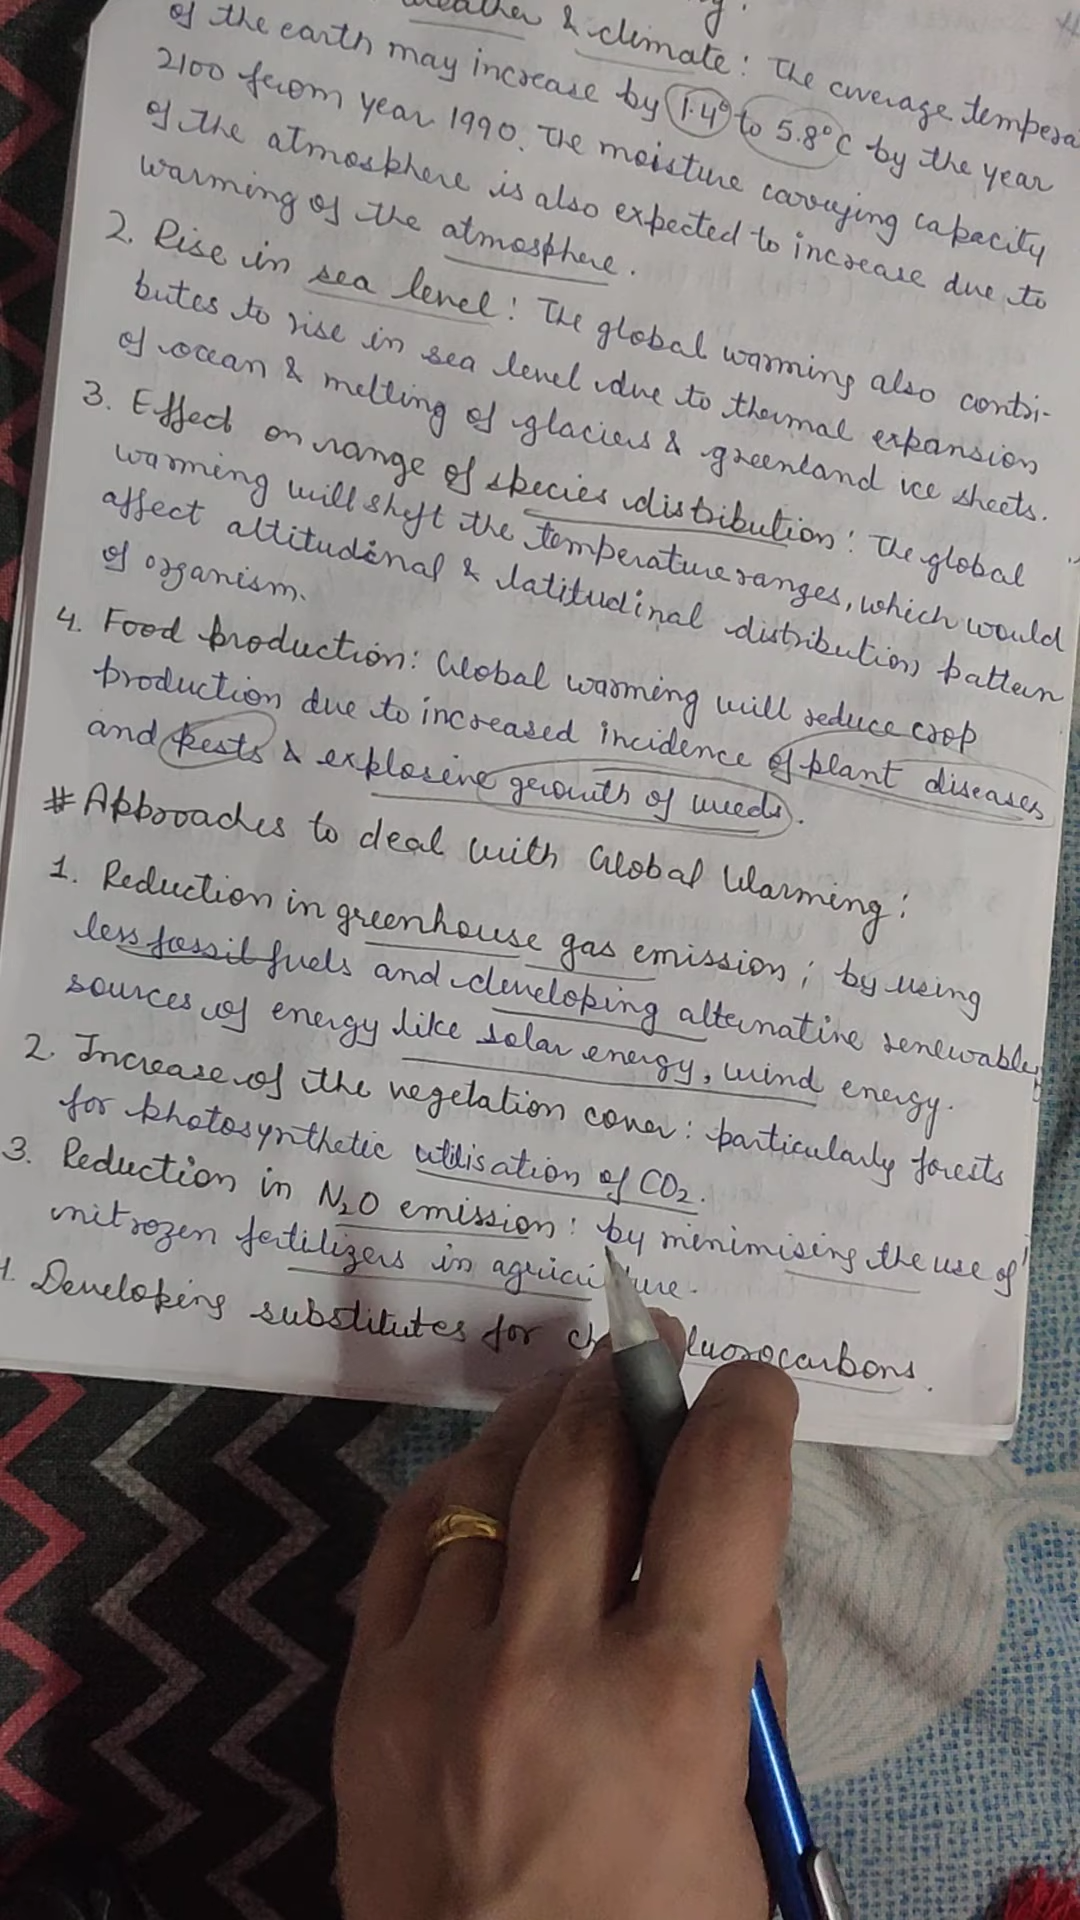 weather & climate: The average tempera
of the earth may increase by 1.4° to 5.8°C by the year
2100 from year 1990. The moisture carrying capacity
of the atmosphere is also expected to increase due to
warming of the atmosphere.
2. Rise in sea level: The global warming also contri-
butes to rise in sea level due to thermal expansion
of ocean & melting of glaciers & greenland ice sheets.
3. Effect on range of species distribution: The global
warming will shift the temperature ranges, which would
affect altitudinal & latitudinal distribution pattern
of organism.
4. Food production: Global warming will reduce crop
production due to increased incidence of plant diseases
and pests & explosive growth of weeds.
# Approaches to deal with Global Warming:
1. Reduction in greenhouse gas emission; by using
less fossil fuels and developing alternative renewable
sources of energy like solar energy, wind energy.
2. Increase of the vegetation cover: particularly forests
for photosynthetic utilisation of CO2.
3. Reduction in N2O emission: by minimising the use of
nitrozen fertilizers in agriculture.
4. Developing substitutes for luorocarbons.